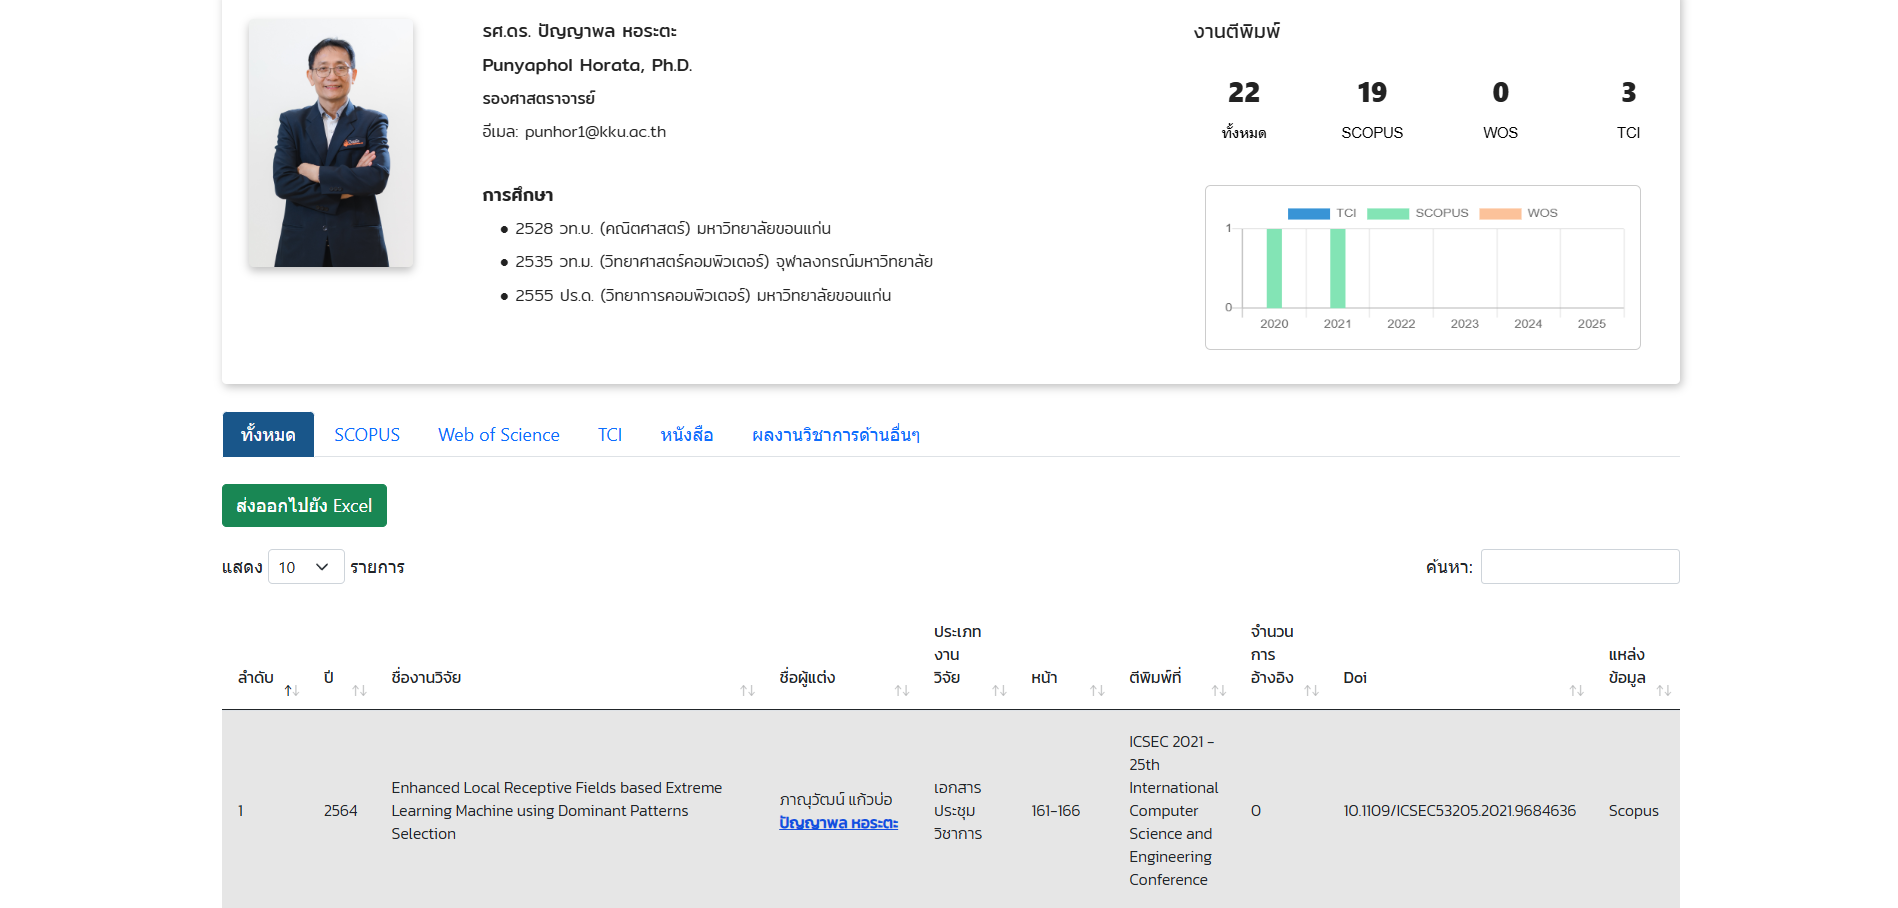 รศ.ดร. ปัญญาพล หอระตะ
Punyaphol Horata, Ph.D.
รองศาสตราจารย์
อีเมล: punhor1@kku.ac.th
การศึกษา
2528 วท.บ. (คณิตศาสตร์) มหาวิทยาลัยขอนแก่น
2535 วท.ม. (วิทยาศาสตร์คอมพิวเตอร์) จุฬาลงกรณ์มหาวิทยาลัย
2555 ปร.ด. (วิทยาการคอมพิวเตอร์) มหาวิทยาลัยขอนแก่น
งานตีพิมพ์
22 19 0 3
ทั้งหมด SCOPUS WOS TCI
TCI SCOPUS WOS
1
0
2020 2021 2022 2023 2024 2025
ทั้งหมด SCOPUS Web of Science TCI หนังสือ ผลงานวิชาการด้านอื่นๆ
ส่งออกไปยัง Excel
แสดง 10 รายการ
ค้นหา:
ลำดับ
ปี
ชื่องานวิจัย
ชื่อผู้แต่ง
ประเภท
งาน
วิจัย
หน้า
ตีพิมพ์ที่
จำนวน
การ
อ้างอิง
Doi
แหล่ง
ข้อมูล
1
2564
Enhanced Local Receptive Fields based Extreme
Learning Machine using Dominant Patterns
Selection
ภาณุวัฒน์ แก้วบ่อ
ปัญญาพล หอระตะ
เอกสาร
ประชุม
วิชาการ
161-166
ICSEC 2021 -
25th
International
Computer
Science and
Engineering
Conference
0
10.1109/ICSEC53205.2021.9684636
Scopus